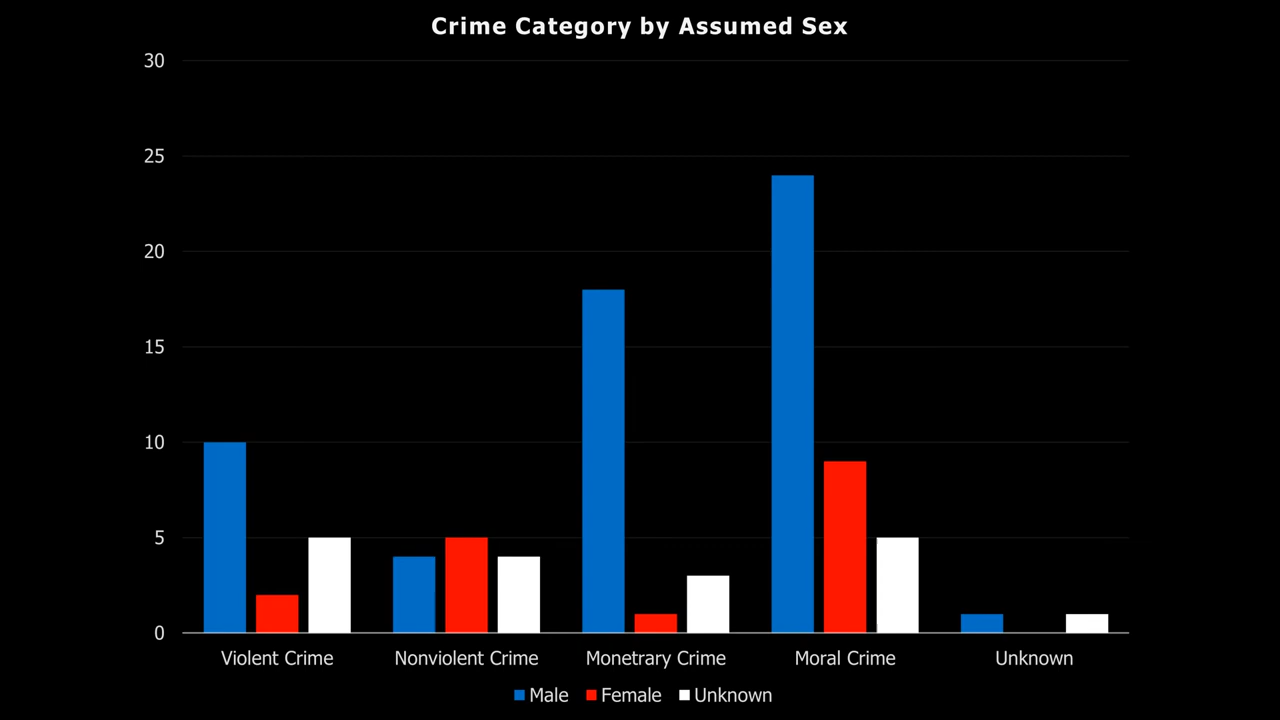 Crime Category by Assumed Sex
30
25
20
15
10
5
0
Violent Crime Nonviolent Crime Monetrary Crime Moral Crime Unknown
Male Female Unknown